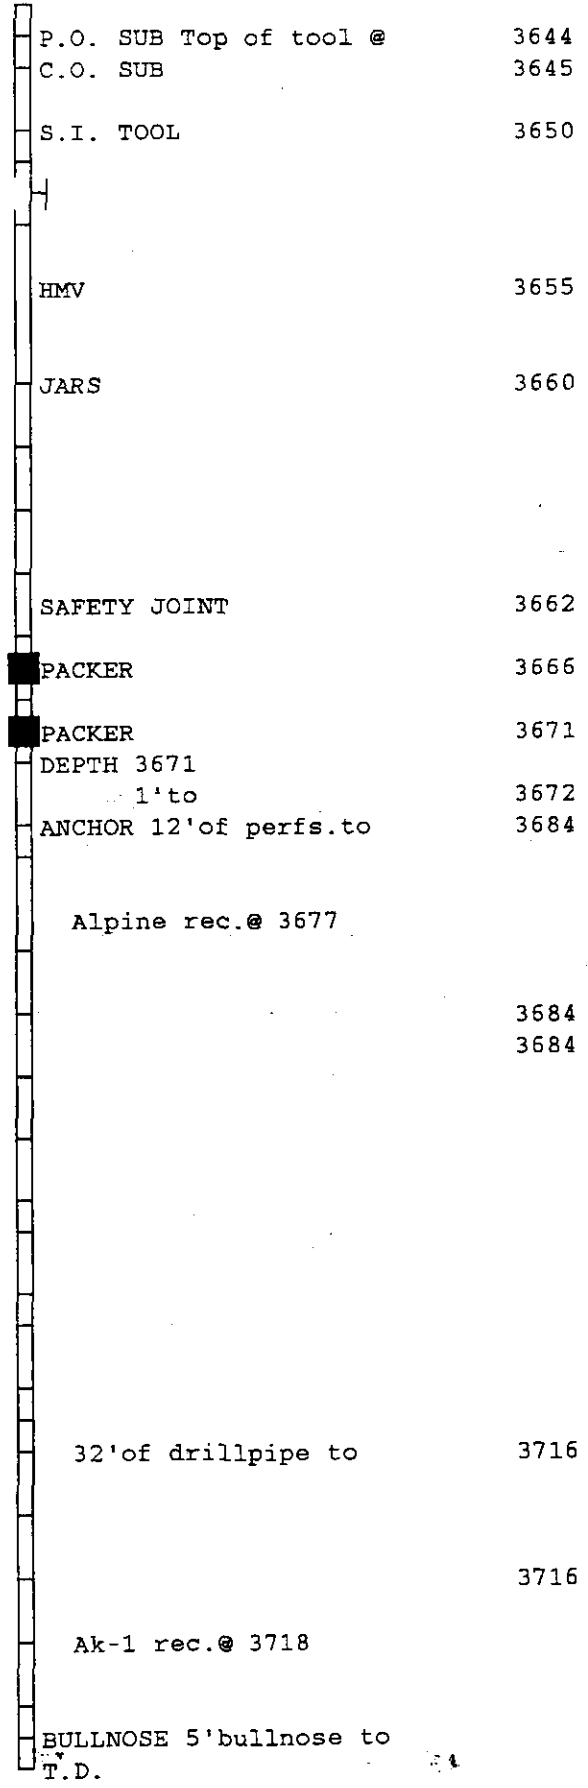 P.O. SUB Top of tool @ 3644
C.O. SUB 3645
S.I. TOOL 3650
HMV 3655
JARS 3660
SAFETY JOINT 3662
PACKER 3666
PACKER 3671
DEPTH 3671
1'to 3672
ANCHOR 12'of perfs.to 3684
Alpine rec.@ 3677
3684
3684
32'of drillpipe to 3716
3716
Ak-1 rec.@ 3718
BULLNOSE 5'bullnose to
T.D.